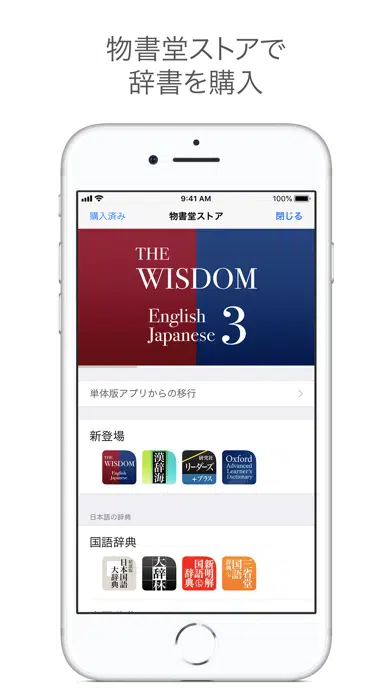 物書堂ストアで
辞書を購入
9:41 AM
100%
購入済み
物書堂ストア
閉じる
THE
WISDOM
English
Japanese 3
単体版アプリからの移行
新登場
THE
WISDOM
English
Japanese
漢辞海
研究社
リーダーズ
+プラス
Oxford
Advanced
Learner's
Dictionary
日本語の辞典
国語辞典
精選版
日本国語
大辞典
大辞林
新明解
国語
辞典
三省堂
国語
辞典